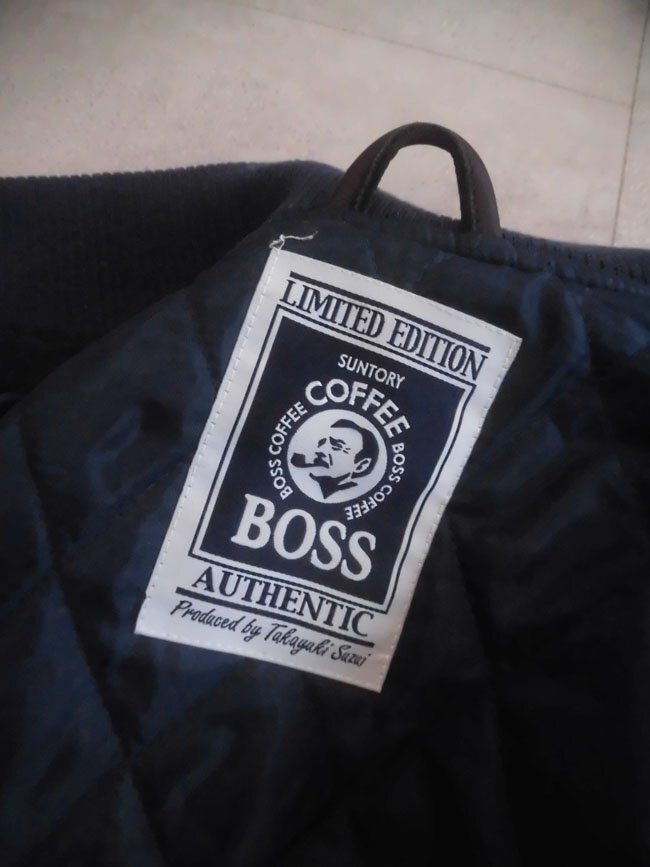 LIMITED EDITION
SUNTORY
COFFEE
BOSS COFFEE
BOSS COFFEE
BOSS
AUTHENTIC
Produced by Takayuki Suzui